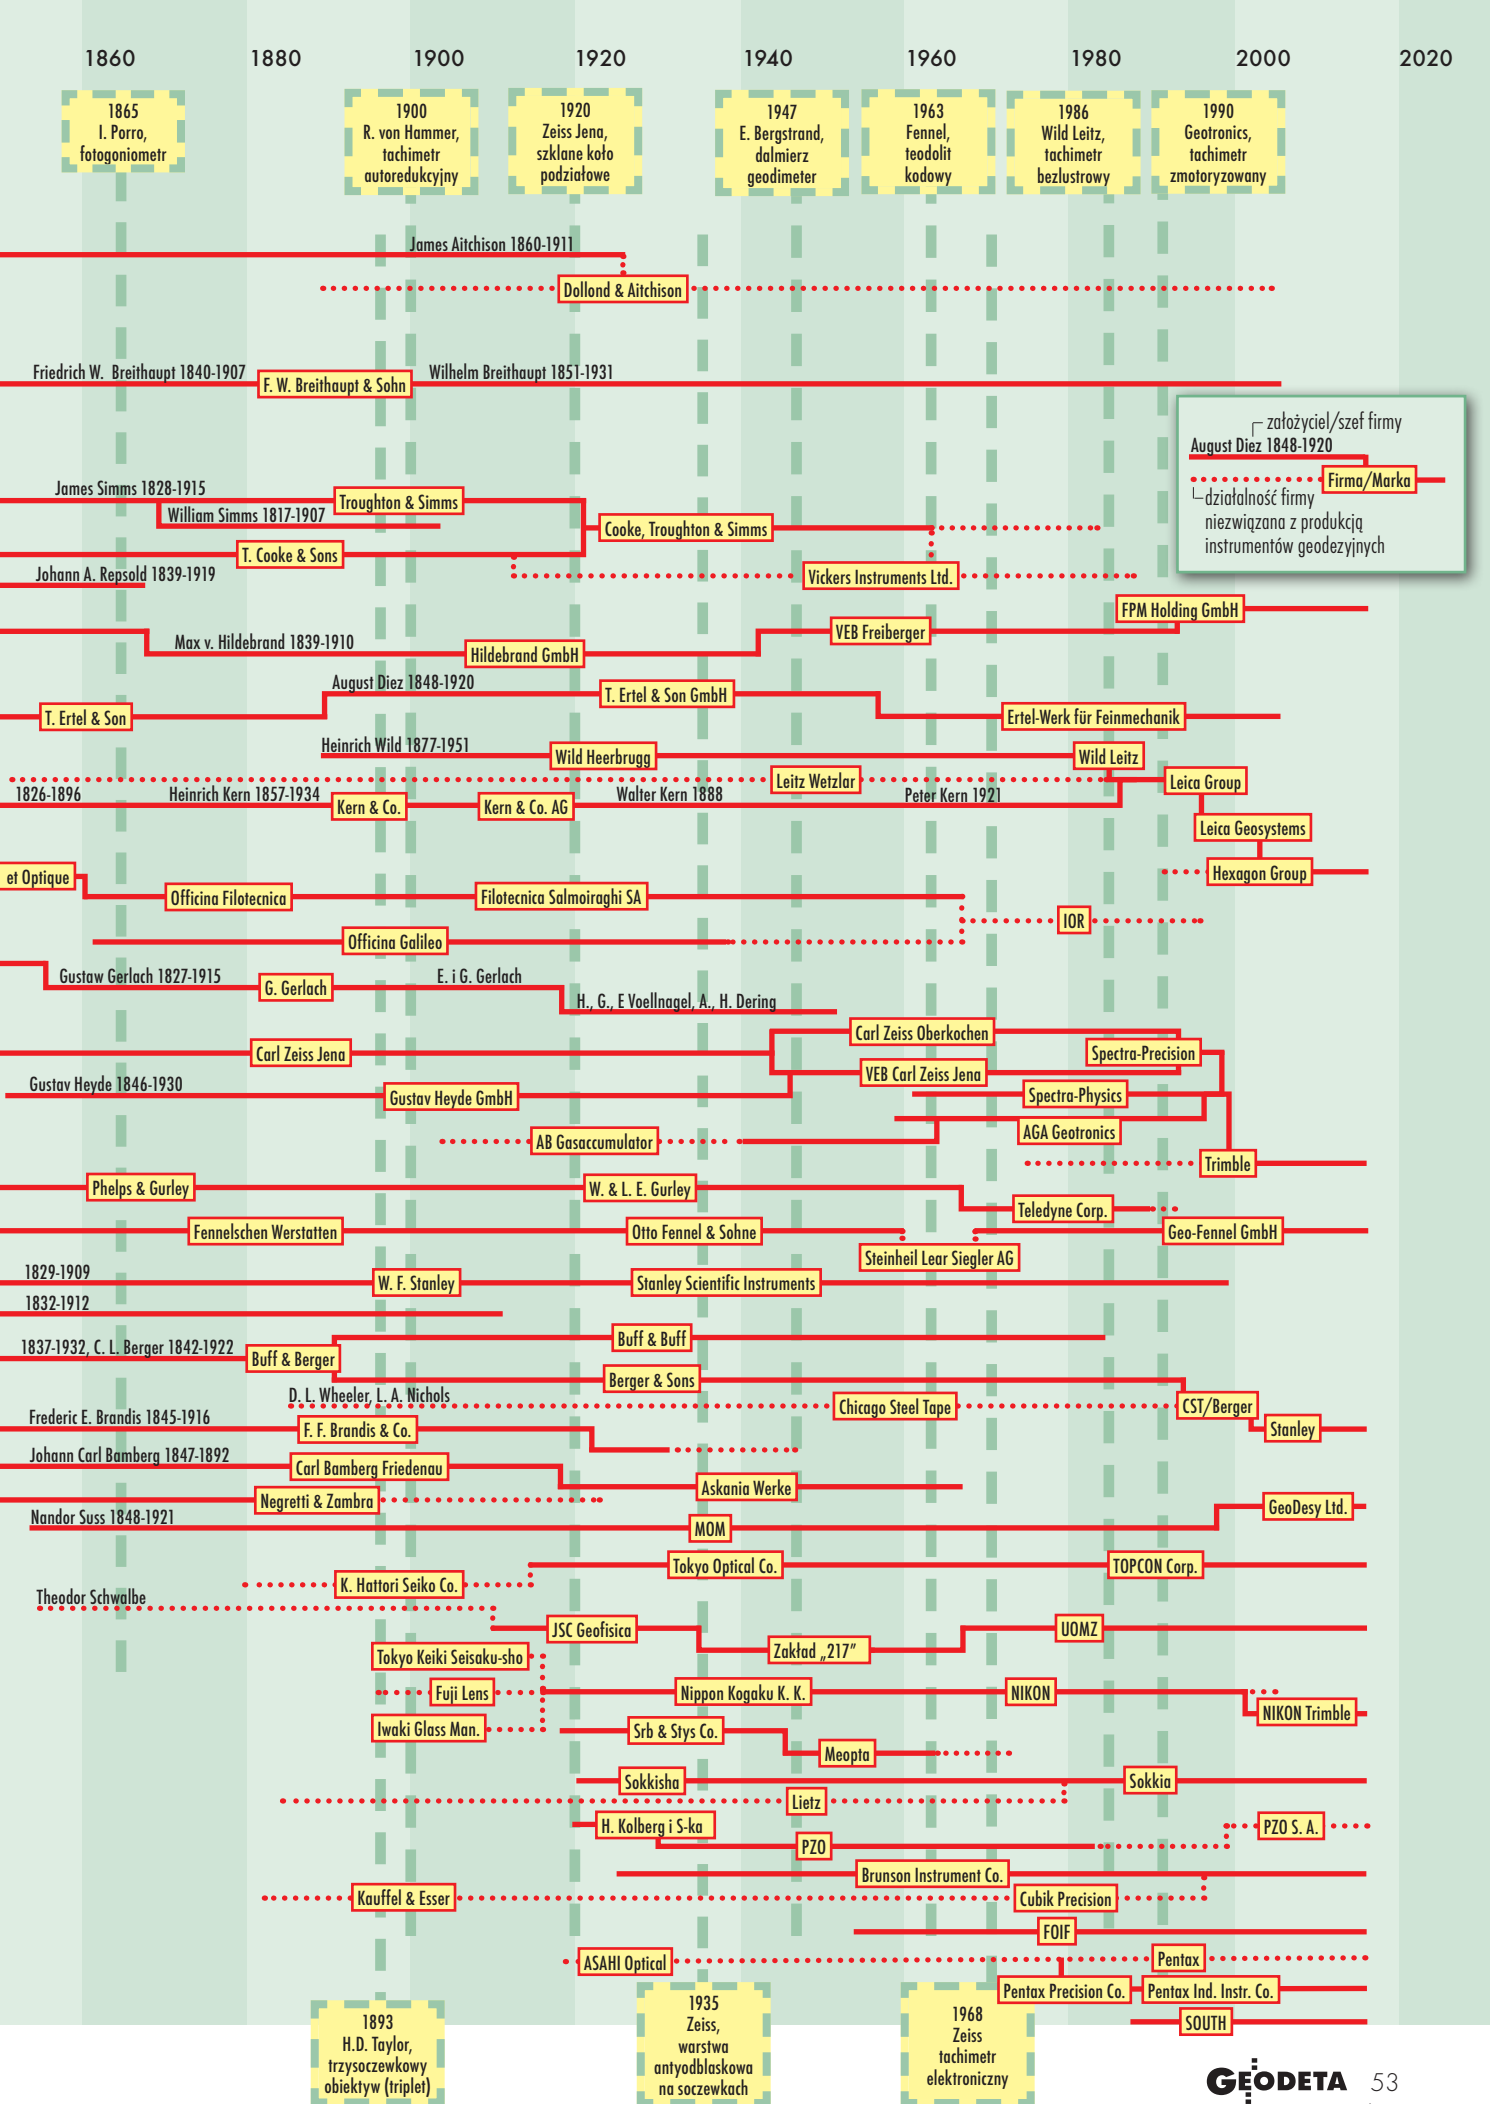 1860 1880 1900 1920 1940 1960 1980 2000 2020
1865
I. Porro,
fotogoniometr
1900
R. von Hammer,
tachimetr
autoredukcyjny
1920
Zeiss Jena,
szklane koło
podziałowe
1947
E. Bergstrand,
dalmierz
geodimeter
1963
Fennel,
teodolit
kodowy
1986
Wild Leitz,
tachimetr
bezlustrowy
1990
Geotronics,
tachimetr
zmotoryzowany
James Aitchison 1860-1911
Dollond & Aitchison
Friedrich W. Breithaupt 1840-1907
F. W. Breithaupt & Sohn
Wilhelm Breithaupt 1851-1931
założyciel/szef firmy
August Diez 1848-1920
Firma/Marka
działalność firmy
niezwiązana z produkcją
instrumentów geodezyjnych
James Simms 1828-1915
Troughton & Simms
William Simms 1817-1907
Cooke, Troughton & Simms
T. Cooke & Sons
Johann A. Repsold 1839-1919
Vickers Instruments Ltd.
FPM Holding GmbH
Max v. Hildebrand 1839-1910
Hildebrand GmbH
VEB Freiberger
August Diez 1848-1920
T. Ertel & Son
T. Ertel & Son GmbH
Ertel-Werk für Feinmechanik
Heinrich Wild 1877-1951
Wild Heerbrugg
Wild Leitz
Leitz Wetzlar
Leica Group
1826-1896
Heinrich Kern 1857-1934
Kern & Co.
Kern & Co. AG
Walter Kern 1888
Peter Kern 1921
Leica Geosystems
Hexagon Group
et Optique
Officina Filotecnica
Filotecnica Salmoiraghi SA
IOR
Officina Galileo
Gustaw Gerlach 1827-1915
G. Gerlach
E. i G. Gerlach
H., G., E Voellnagel, A., H. Dering
Carl Zeiss Oberkochen
Carl Zeiss Jena
Spectra-Precision
VEB Carl Zeiss Jena
Gustav Heyde 1846-1930
Gustav Heyde GmbH
Spectra-Physics
AB Gasaccumulator
AGA Geotronics
Trimble
Phelps & Gurley
W. & L. E. Gurley
Teledyne Corp.
Fennelschen Werstatten
Otto Fennel & Sohne
Geo-Fennel GmbH
Steinheil Lear Siegler AG
1829-1909
W. F. Stanley
Stanley Scientific Instruments
1832-1912
1837-1932, C. L. Berger 1842-1922
Buff & Berger
Buff & Buff
Berger & Sons
D. L. Wheeler, L. A. Nichols
Chicago Steel Tape
CST/Berger
Stanley
Frederic E. Brandis 1845-1916
F. F. Brandis & Co.
Johann Carl Bamberg 1847-1892
Carl Bamberg Friedenau
Askania Werke
Negretti & Zambra
GeoDesy Ltd.
Nandor Suss 1848-1921
MOM
Tokyo Optical Co.
TOPCON Corp.
K. Hattori Seiko Co.
Theodor Schwalbe
JSC Geofisica
UOMZ
Zakład „217”
Tokyo Keiki Seisaku-sho
Fuji Lens
Nippon Kogaku K. K.
NIKON
NIKON Trimble
Iwaki Glass Man.
Srb & Stys Co.
Meopta
Sokkisha
Sokkia
Lietz
H. Kolberg i S-ka
PZO
PZO S. A.
Brunson Instrument Co.
Kauffel & Esser
Cubik Precision
FOIF
ASAHI Optical
Pentax
Pentax Precision Co.
Pentax Ind. Instr. Co.
SOUTH
1893
H.D. Taylor,
trzysoczewkowy
obiektyw (triplet)
1935
Zeiss,
warstwa
antyodblaskowa
na soczewkach
1968
Zeiss
tachimetr
elektroniczny
GEODETA 53